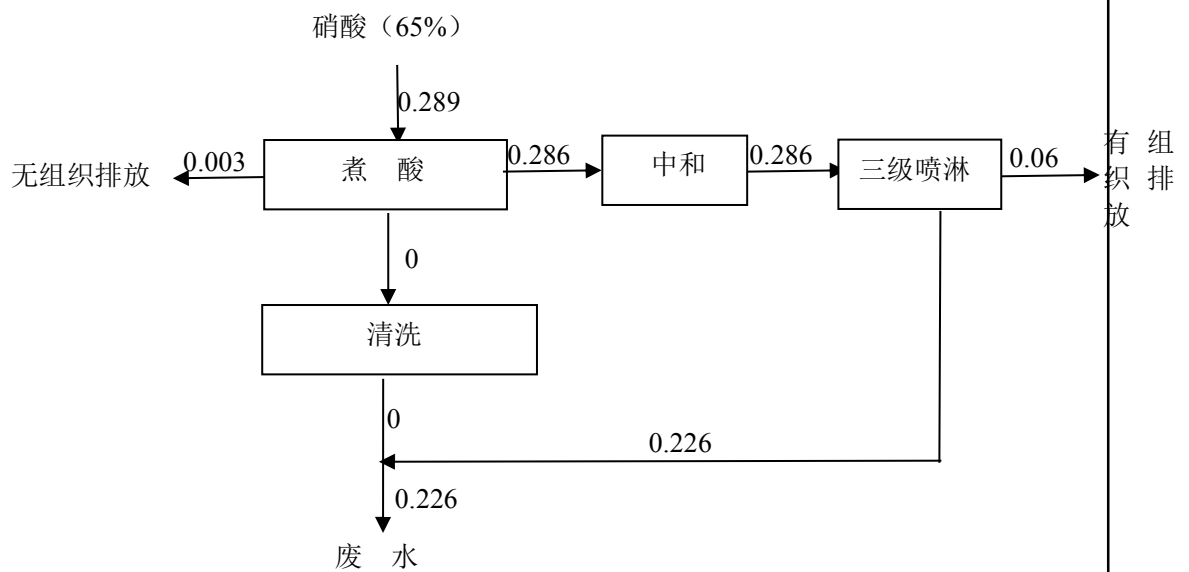 硝酸（65%）
0.289
无组织排放
0.003
煮 酸
0.286
中和
0.286
三级喷淋
0.06
有 组
织 排
放
0
清洗
0
0.226
0.226
废 水